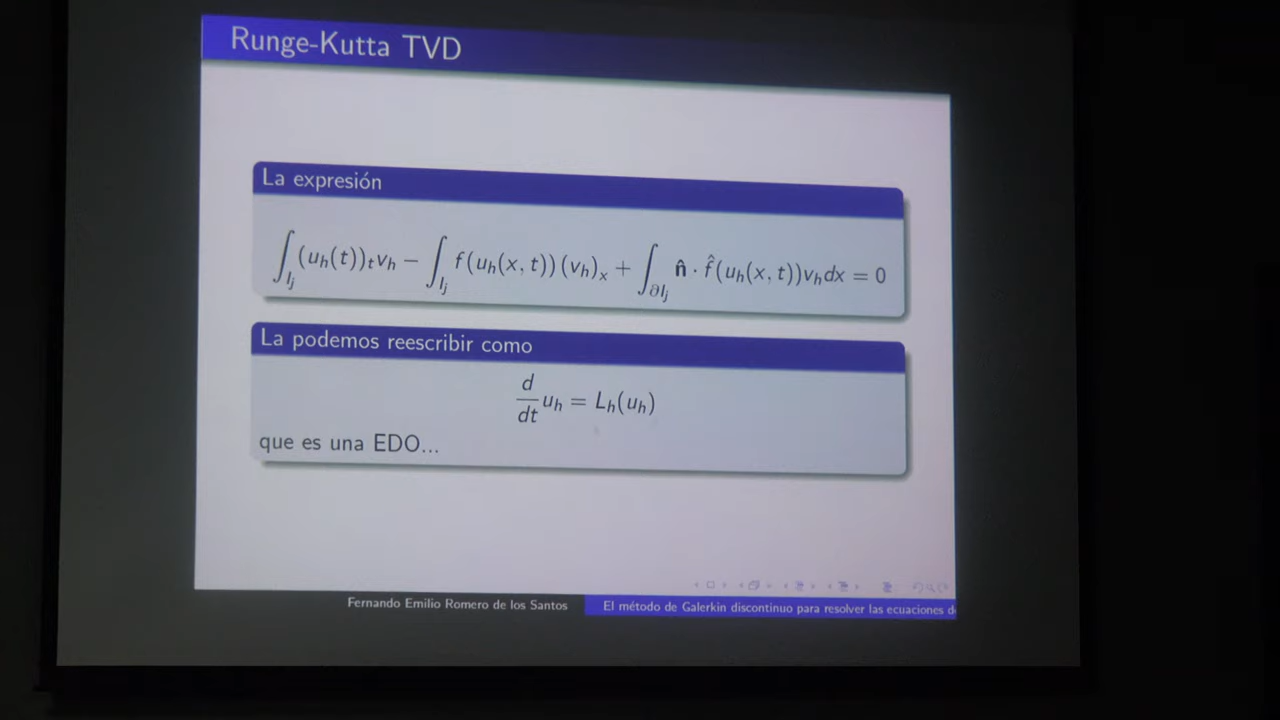 Runge-Kutta TVD
La expresión
∫_{I_j} (u_h(t))_t v_h − ∫_{I_j} f(u_h(x, t)) (v_h)_x + ∫_{∂I_j} n̂ · f̂(u_h(x, t))v_h dx = 0
La podemos reescribir como
d/dt u_h = L_h(u_h)
que es una EDO...
Fernando Emilio Romero de los Santos
El método de Galerkin discontinuo para resolver las ecuaciones d